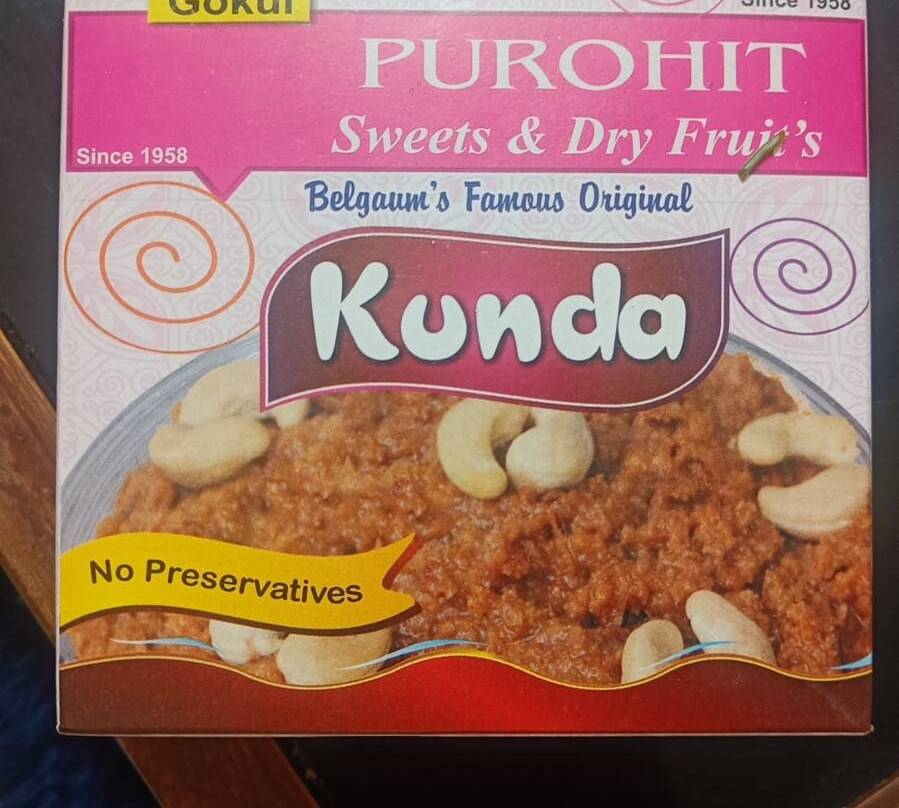 Gokul
Since 1958
PUROHIT
Sweets & Dry Fruit's
Since 1958
Belgaum's Famous Original
Kunda
No Preservatives